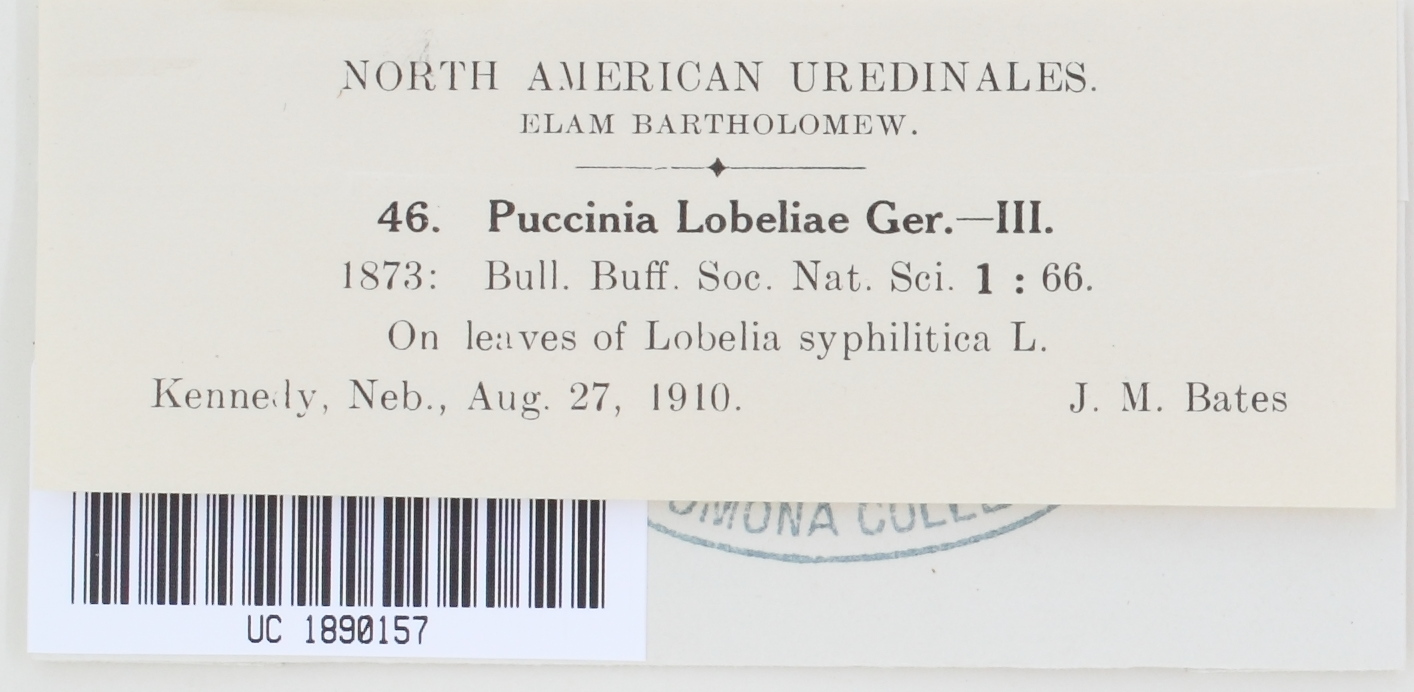 NORTH AMERICAN UREDINALES.
ELAM BARTHOLOMEW.
46. Puccinia Lobeliae Ger.—III.
1873: Bull. Buff. Soc. Nat. Sci. 1 : 66.
On leaves of Lobelia syphilitica L.
Kennedy, Neb., Aug. 27, 1910. J. M. Bates
UC 1890157